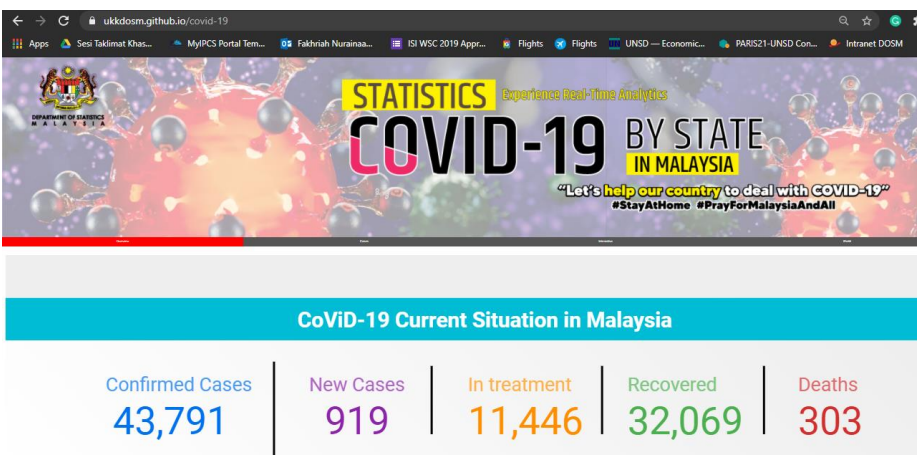 ukkdosm.github.io/covid-19
Apps Sesi Taklimat Khas... MyIPCS Portal Tem... Fakhriah Nurainaa... ISI WSC 2019 Appr... Flights Flights UNSD — Economic... PARIS21-UNSD Con... Intranet DOSM
DEPARTMENT OF STATISTICS
MALAYSIA
STATISTICS Experience Real-Time Analytics
COVID-19 BY STATE
IN MALAYSIA
“Let's help our country to deal with COVID-19”
#StayAtHome #PrayForMalaysiaAndAll
CoViD-19 Current Situation in Malaysia
Confirmed Cases New Cases In treatment Recovered Deaths
43,791 919 11,446 32,069 303